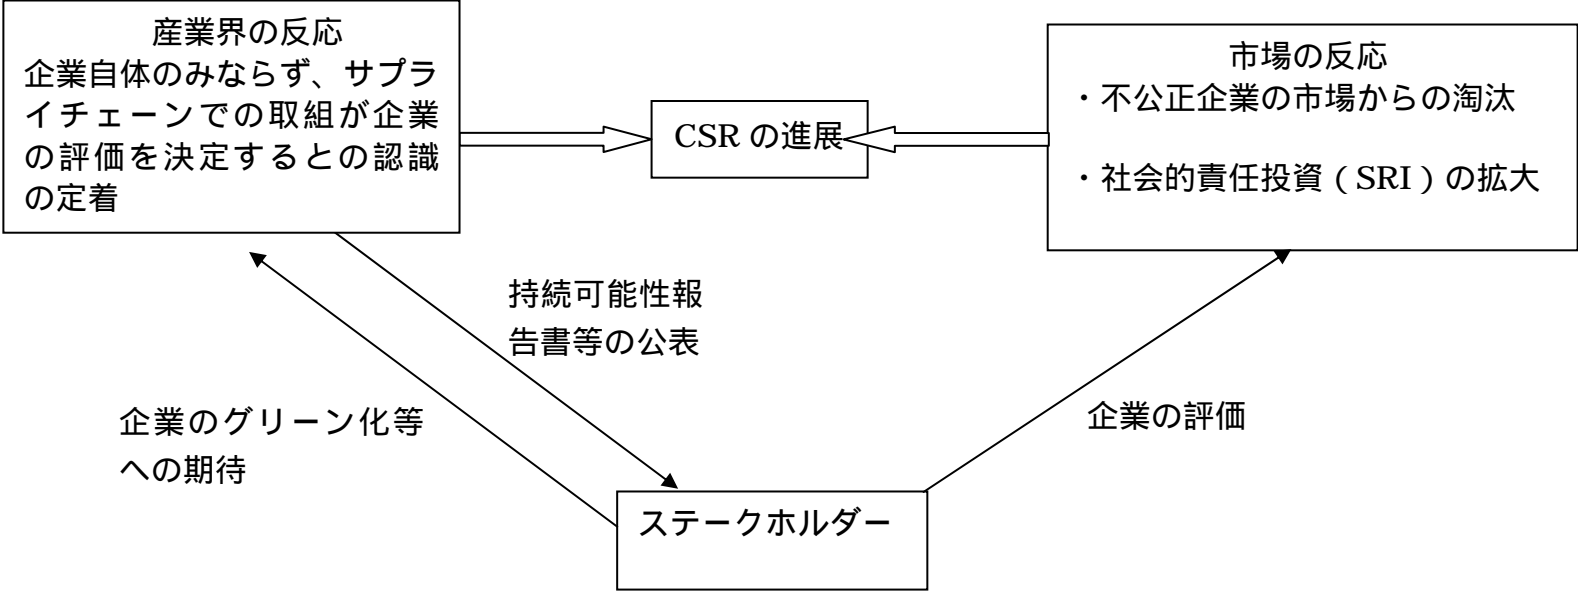 産業界の反応
企業自体のみならず、サプラ
イチェーンでの取組が企業
の評価を決定するとの認識
の定着
CSR の進展
市場の反応
・不公正企業の市場からの淘汰
・社会的責任投資(SRI)の拡大
持続可能性報
告書等の公表
企業のグリーン化等
への期待
企業の評価
ステークホルダー